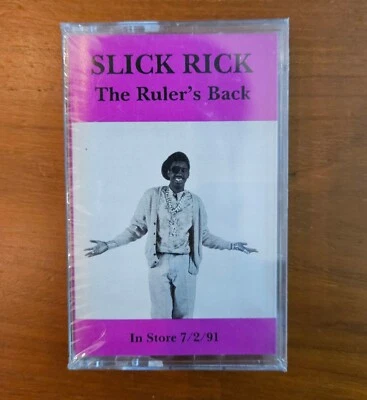 SLICK RICK
The Ruler's Back
In Store 7/2/91